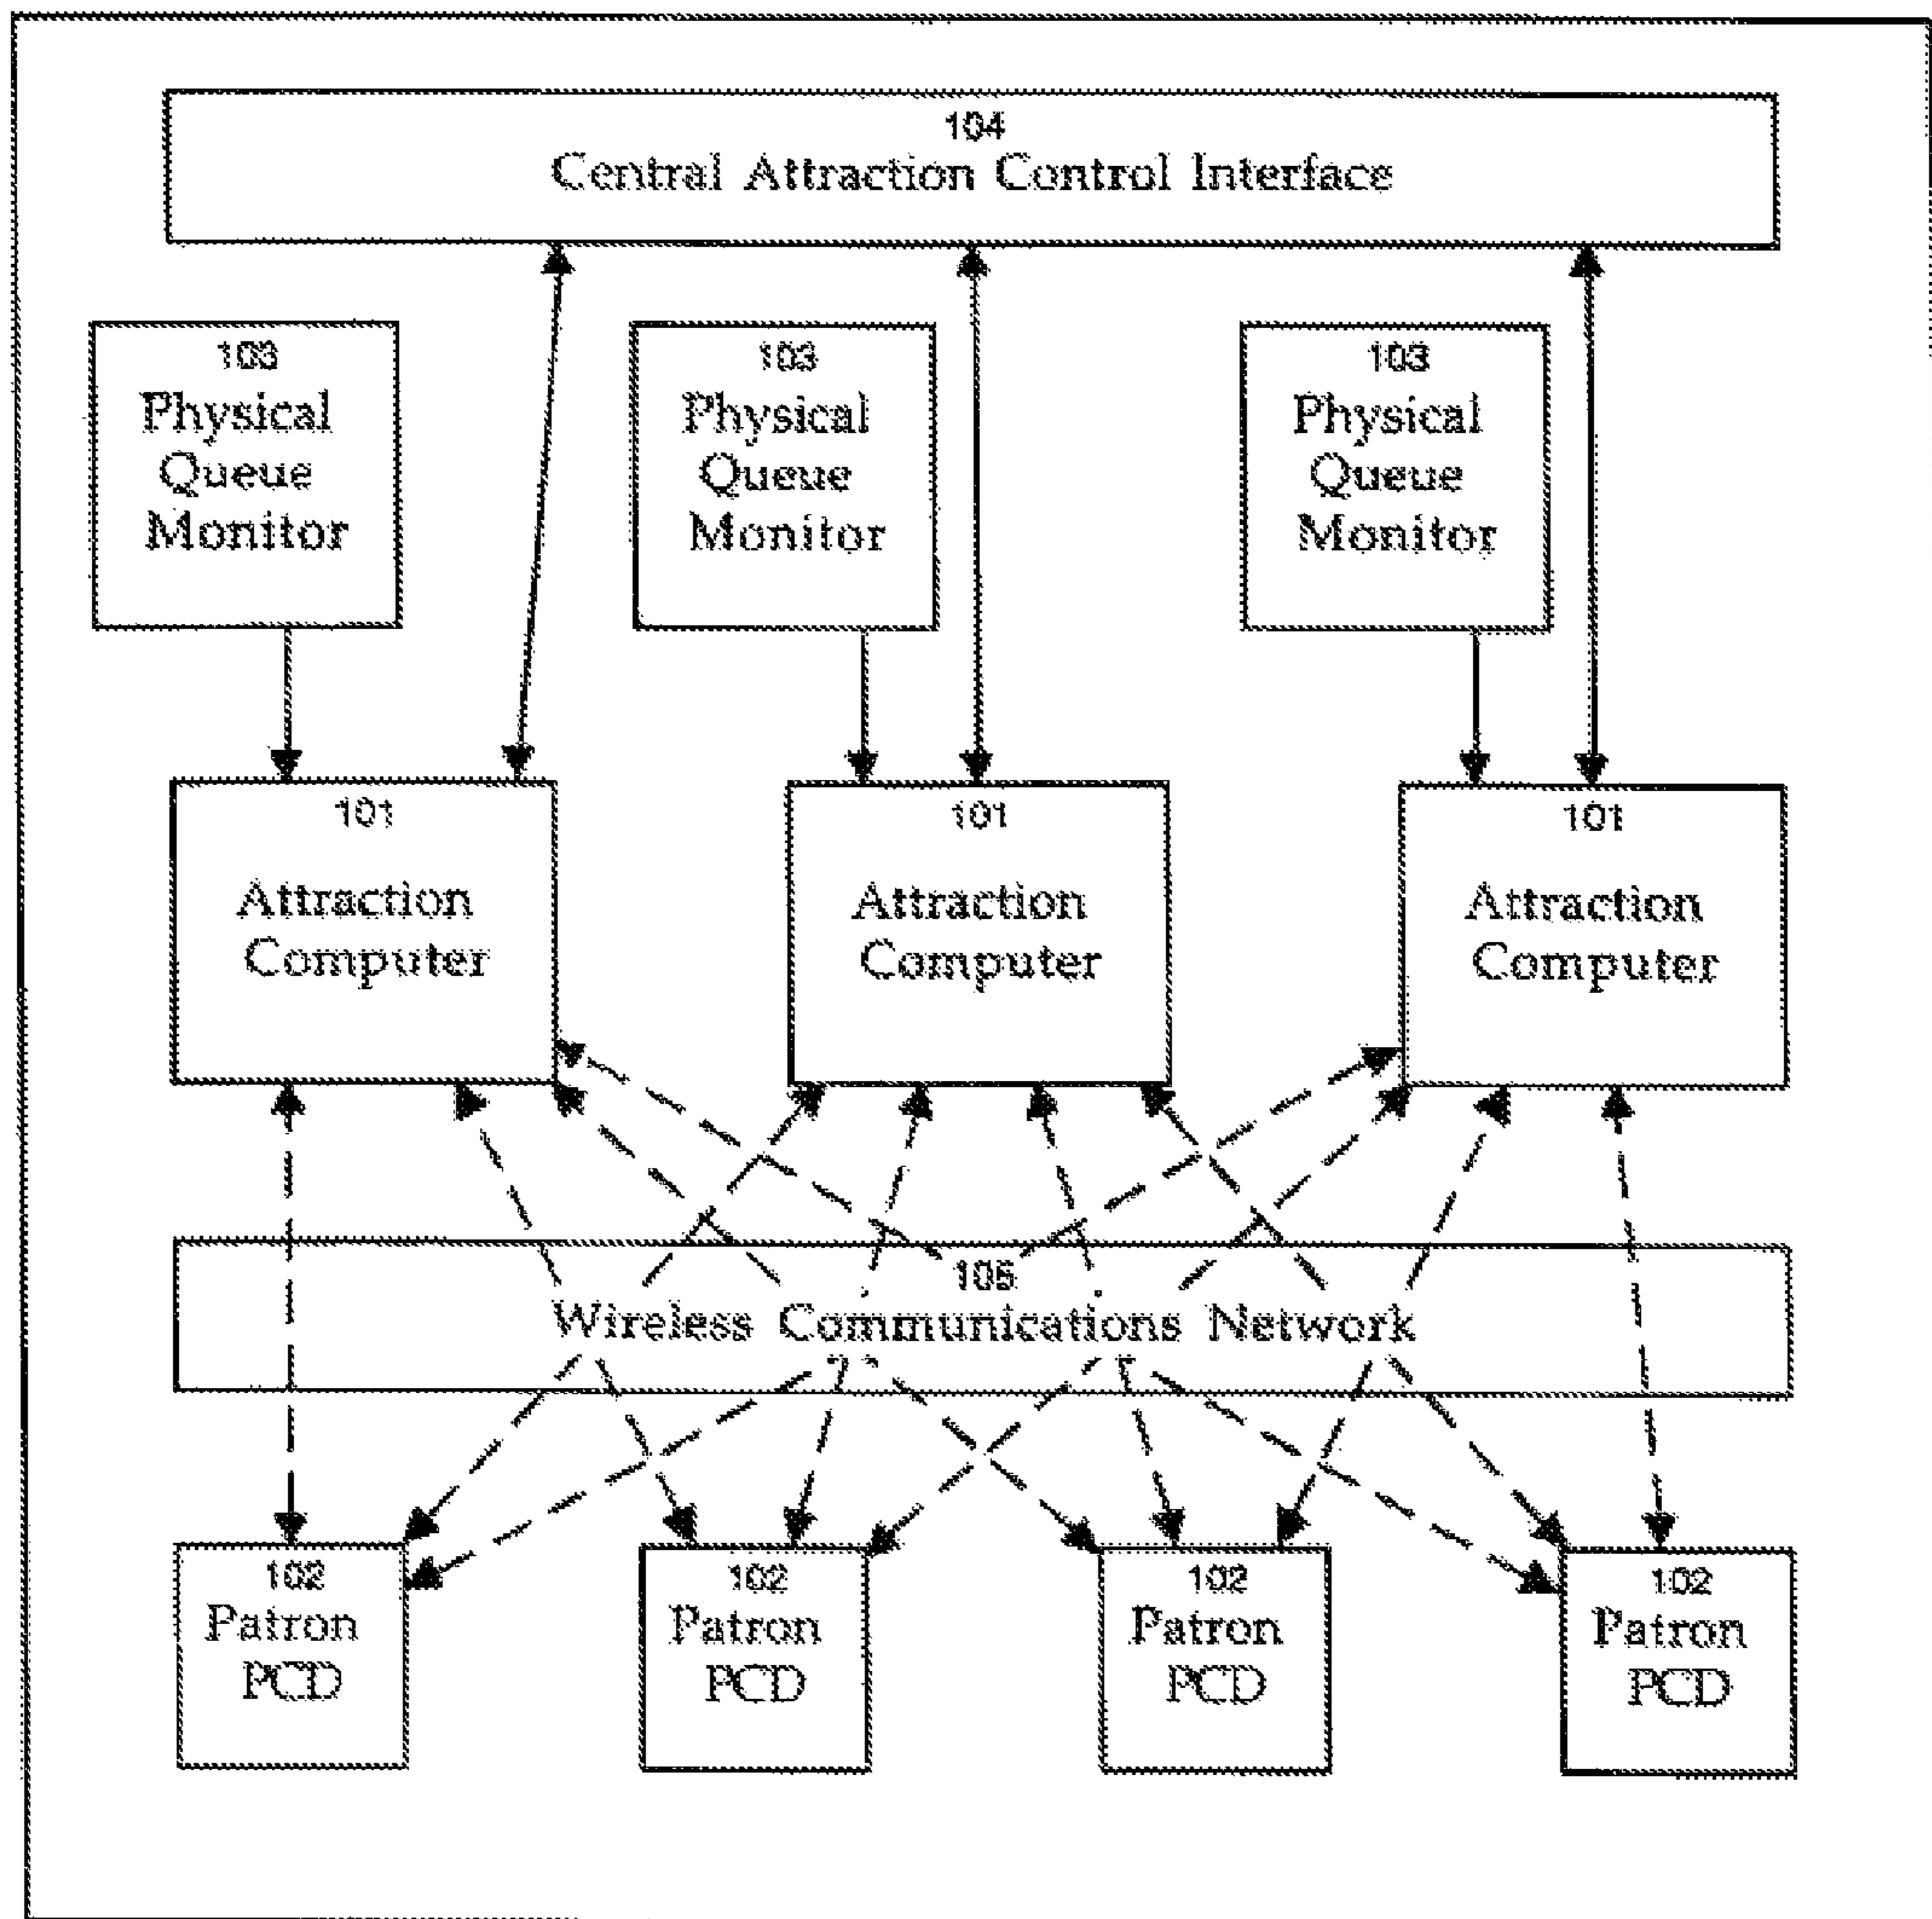 104
Central Attraction Control Interface
103
Physical
Queue
Monitor
103
Physical
Queue
Monitor
103
Physical
Queue
Monitor
101
Attraction
Computer
101
Attraction
Computer
101
Attraction
Computer
105
Wireless Communications Network
102
Patron
PCD
102
Patron
PCD
102
Patron
PCD
102
Patron
PCD